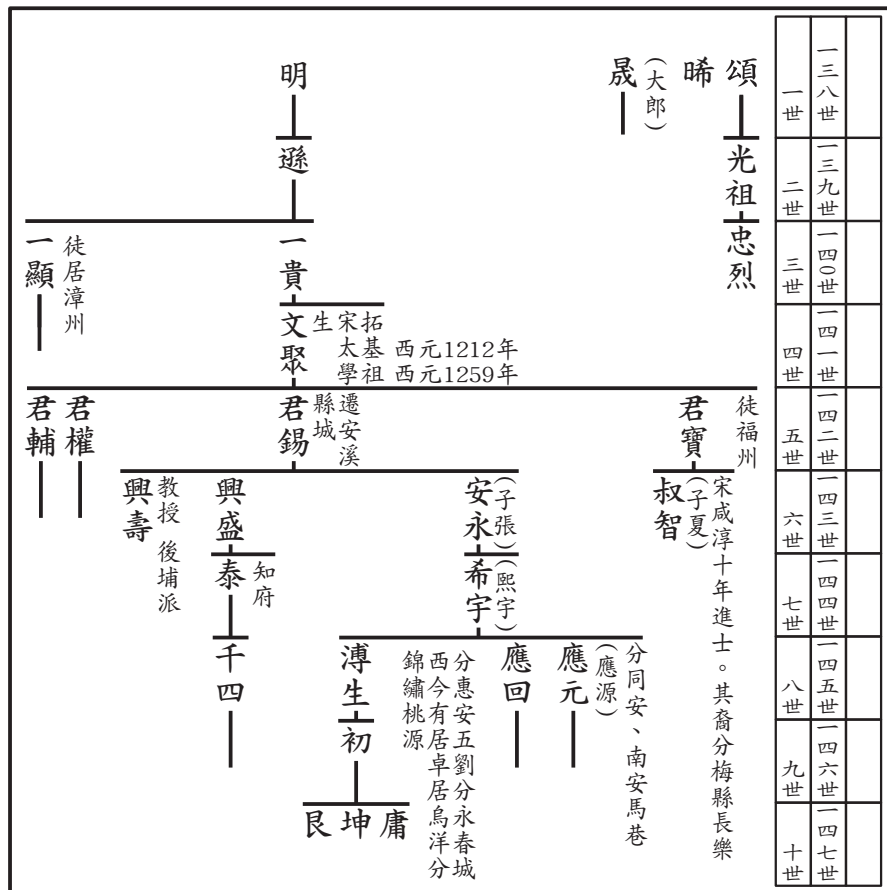 一三八世
一世
頌
晞
晟
(大郎)
明
一三九世
二世
光祖
遜
一四〇世
三世
忠烈
一貴
徒居漳州
一顯
一四一世
四世
西元1212年
西元1259年
拓基祖
宋太學
生
文聚
一四二世
五世
徒福州
君寶
遷安溪
縣城
君錫
君權
君輔
一四三世
六世
宋咸淳十年進士。其裔分梅縣長樂
(子夏)
叔智
(子張)
安永
興盛
教授 後埔派
興壽
一四四世
七世
(熙宇)
希宇
知府
泰
一四五世
八世
分同安、南安馬巷
(應源)
應元
應回
分惠安五劉分永春城
西今有居卓居烏洋分
錦繡桃源
溥生
千四
一四六世
九世
初
一四七世
十世
庸
坤
艮